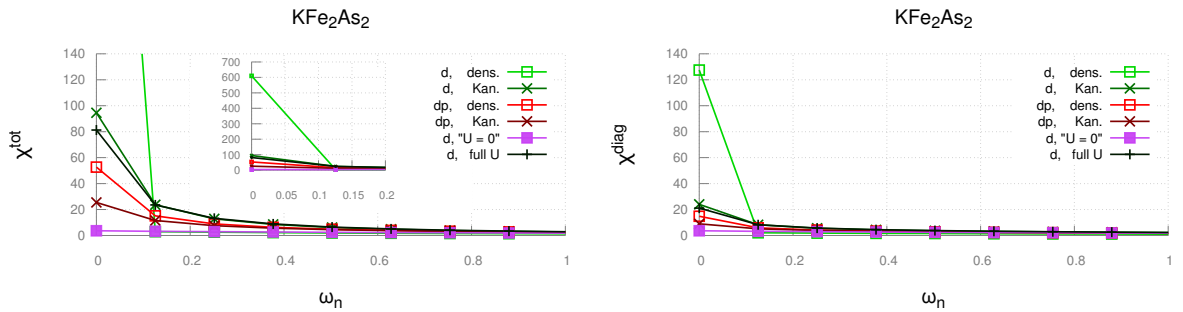 KFe₂As₂
χ^tot
140
120
100
80
60
40
20
0
0
0.2
0.4
0.6
0.8
1
ωₙ
700
600
500
400
300
200
100
0
0
0.05
0.1
0.15
0.2
d, dens.
d, Kan.
dp, dens.
dp, Kan.
d, "U = 0"
d, full U
KFe₂As₂
χ^diag
140
120
100
80
60
40
20
0
0
0.2
0.4
0.6
0.8
1
ωₙ
d, dens.
d, Kan.
dp, dens.
dp, Kan.
d, "U = 0"
d, full U